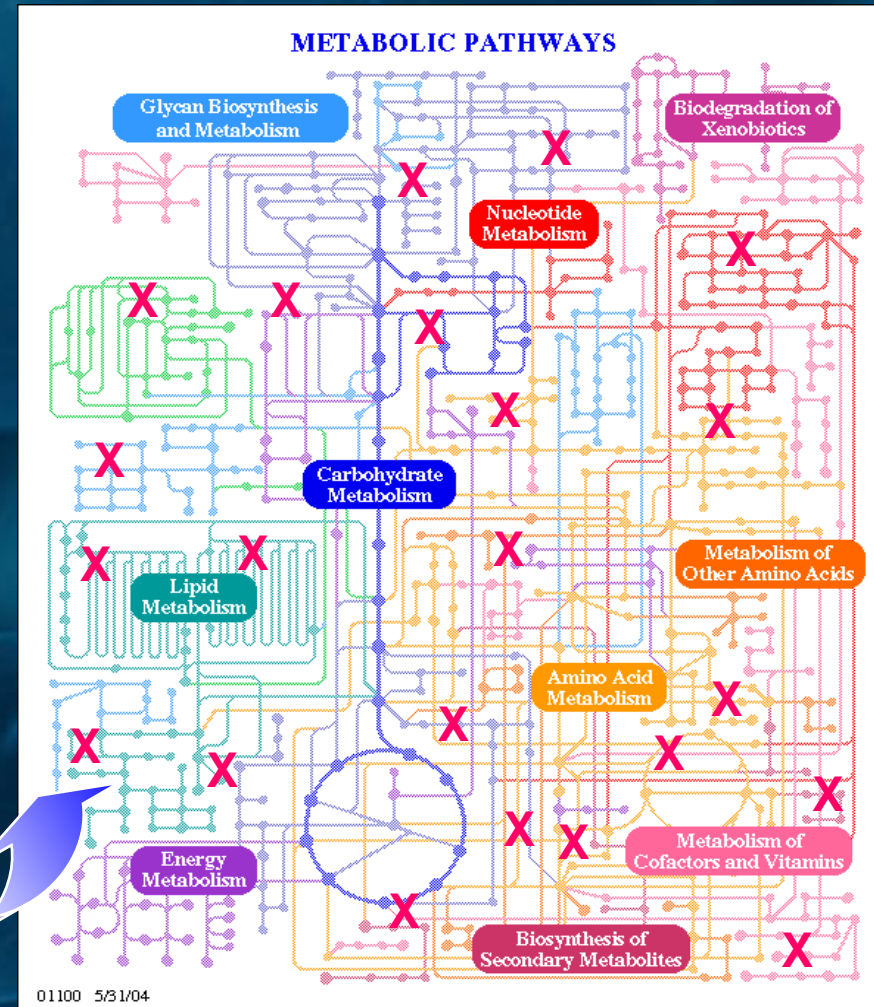 METABOLIC PATHWAYS
Glycan Biosynthesis
and Metabolism
Biodegradation of
Xenobiotics
X
X
Nucleotide
Metabolism
X
X
X
X
X
X
X
Carbohydrate
Metabolism
X
X
X
Metabolism of
Other Amino Acids
Lipid
Metabolism
Amino Acid
Metabolism
X
X
X
X
X
X
X
X
Metabolism of
Cofactors and Vitamins
Energy
Metabolism
X
Biosynthesis of
Secondary Metabolites
X
01100 5/31/04